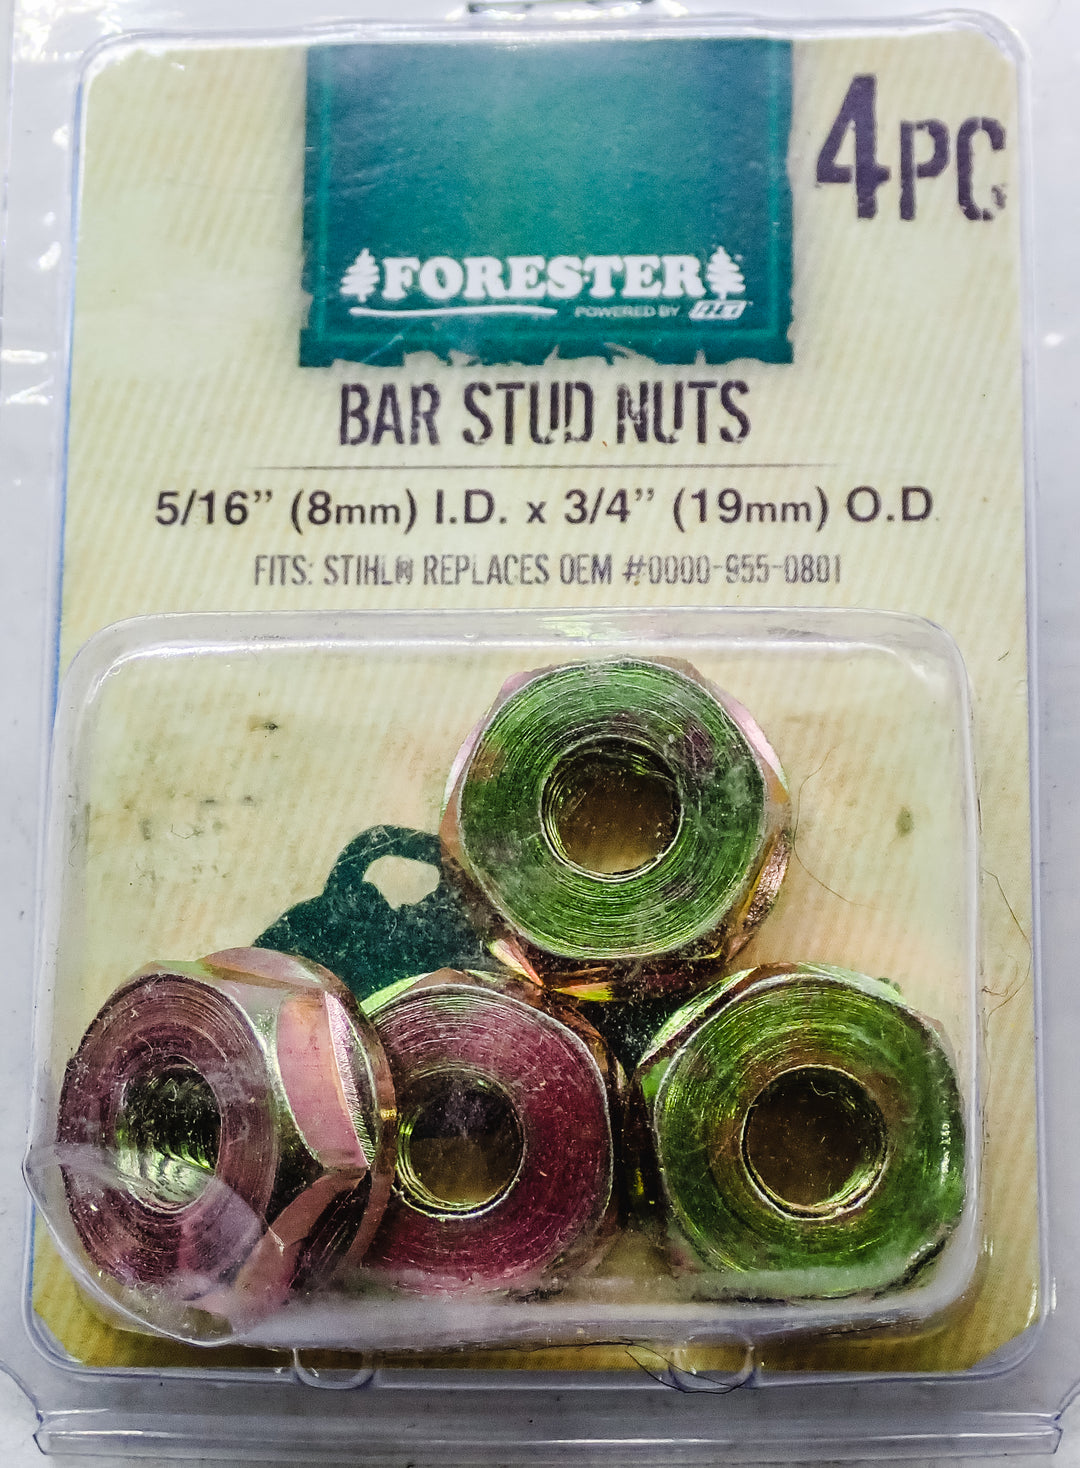 4PC
FORESTER
POWERED BY
BAR STUD NUTS
5/16” (8mm) I.D. x 3/4” (19mm) O.D.
FITS: STIHL® REPLACES OEM #0000-955-0801